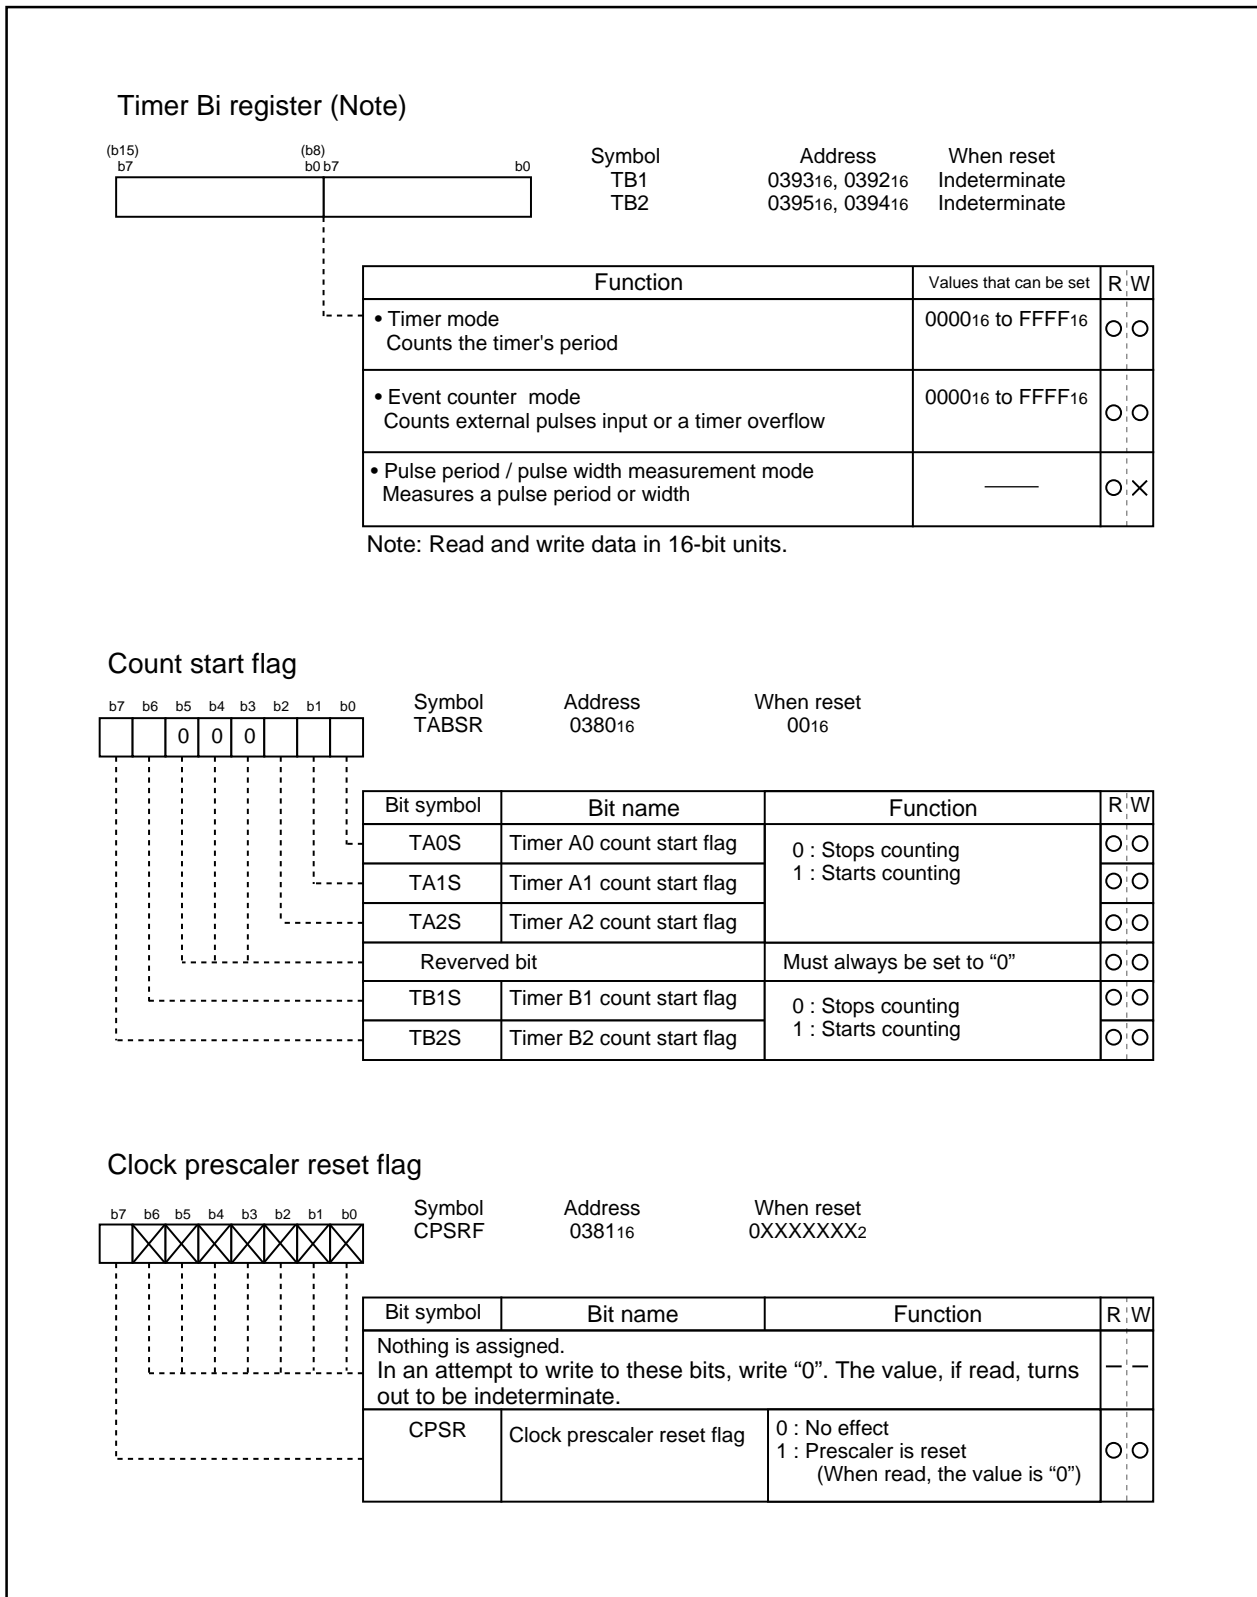 Timer Bi register (Note)
(b15) (b8)
b7 b0 b7 b0
Symbol Address When reset
TB1 039316, 039216 Indeterminate
TB2 039516, 039416 Indeterminate
Function Values that can be set R W
• Timer mode 000016 to FFFF16
Counts the timer's period
• Event counter mode 000016 to FFFF16
Counts external pulses input or a timer overflow
• Pulse period / pulse width measurement mode
Measures a pulse period or width
Note: Read and write data in 16-bit units.
Count start flag
b7 b6 b5 b4 b3 b2 b1 b0
0 0 0
Symbol Address When reset
TABSR 038016 0016
Bit symbol Bit name Function R W
TA0S Timer A0 count start flag 0 : Stops counting
TA1S Timer A1 count start flag 1 : Starts counting
TA2S Timer A2 count start flag
Reverved bit Must always be set to “0”
TB1S Timer B1 count start flag 0 : Stops counting
TB2S Timer B2 count start flag 1 : Starts counting
Clock prescaler reset flag
b7 b6 b5 b4 b3 b2 b1 b0
Symbol Address When reset
CPSRF 038116 0XXXXXXX2
Bit symbol Bit name Function R W
Nothing is assigned.
In an attempt to write to these bits, write “0”. The value, if read, turns
out to be indeterminate.
CPSR Clock prescaler reset flag 0 : No effect
1 : Prescaler is reset
(When read, the value is “0”)